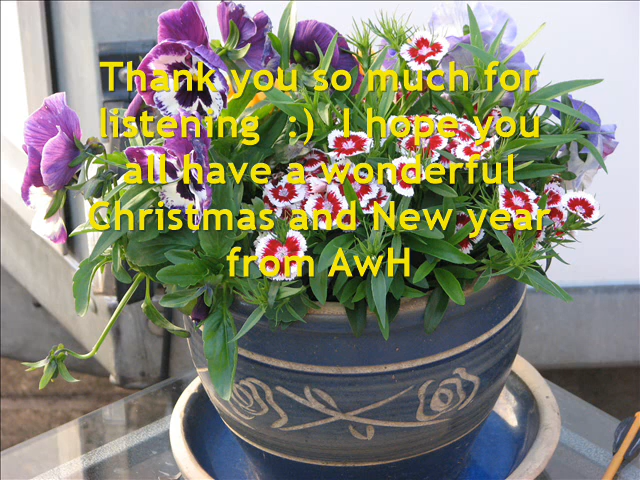 Thank you so much for
listening  :)  I hope you
all have a wonderful
Christmas and New year
from AwH